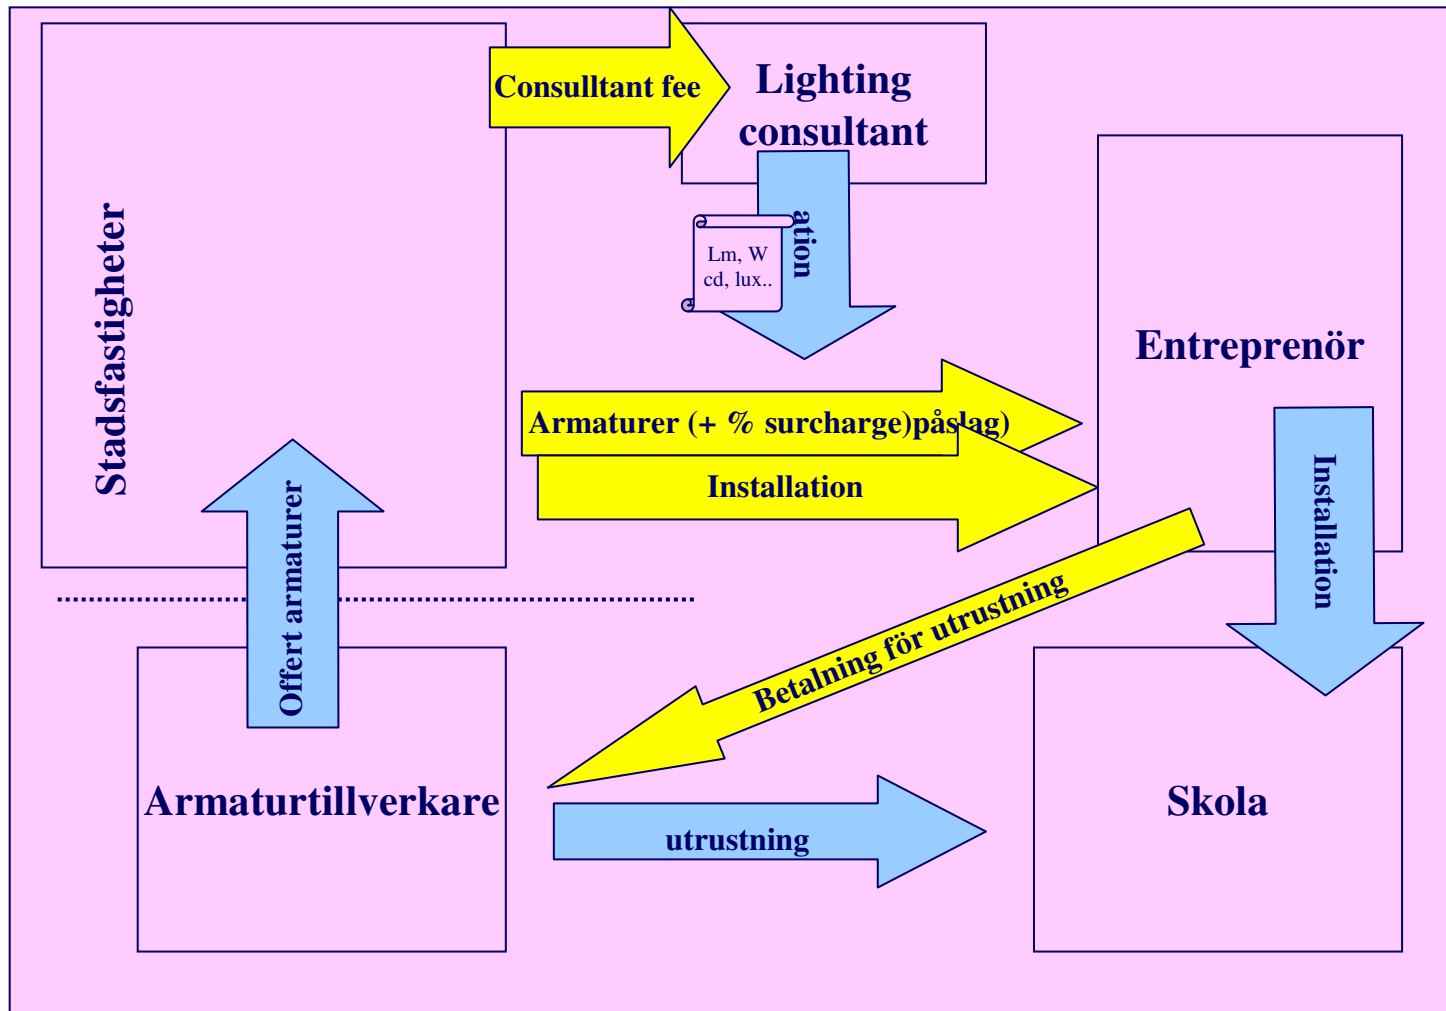 Consulltant fee
Lighting
consultant
Stadsfastigheter
ation
Lm, W
cd, lux..
Entreprenör
Armaturer (+ % surcharge)påslag)
Installation
Installation
Offert armaturer
Betalning för utrustning
Armaturtillverkare
utrustning
Skola